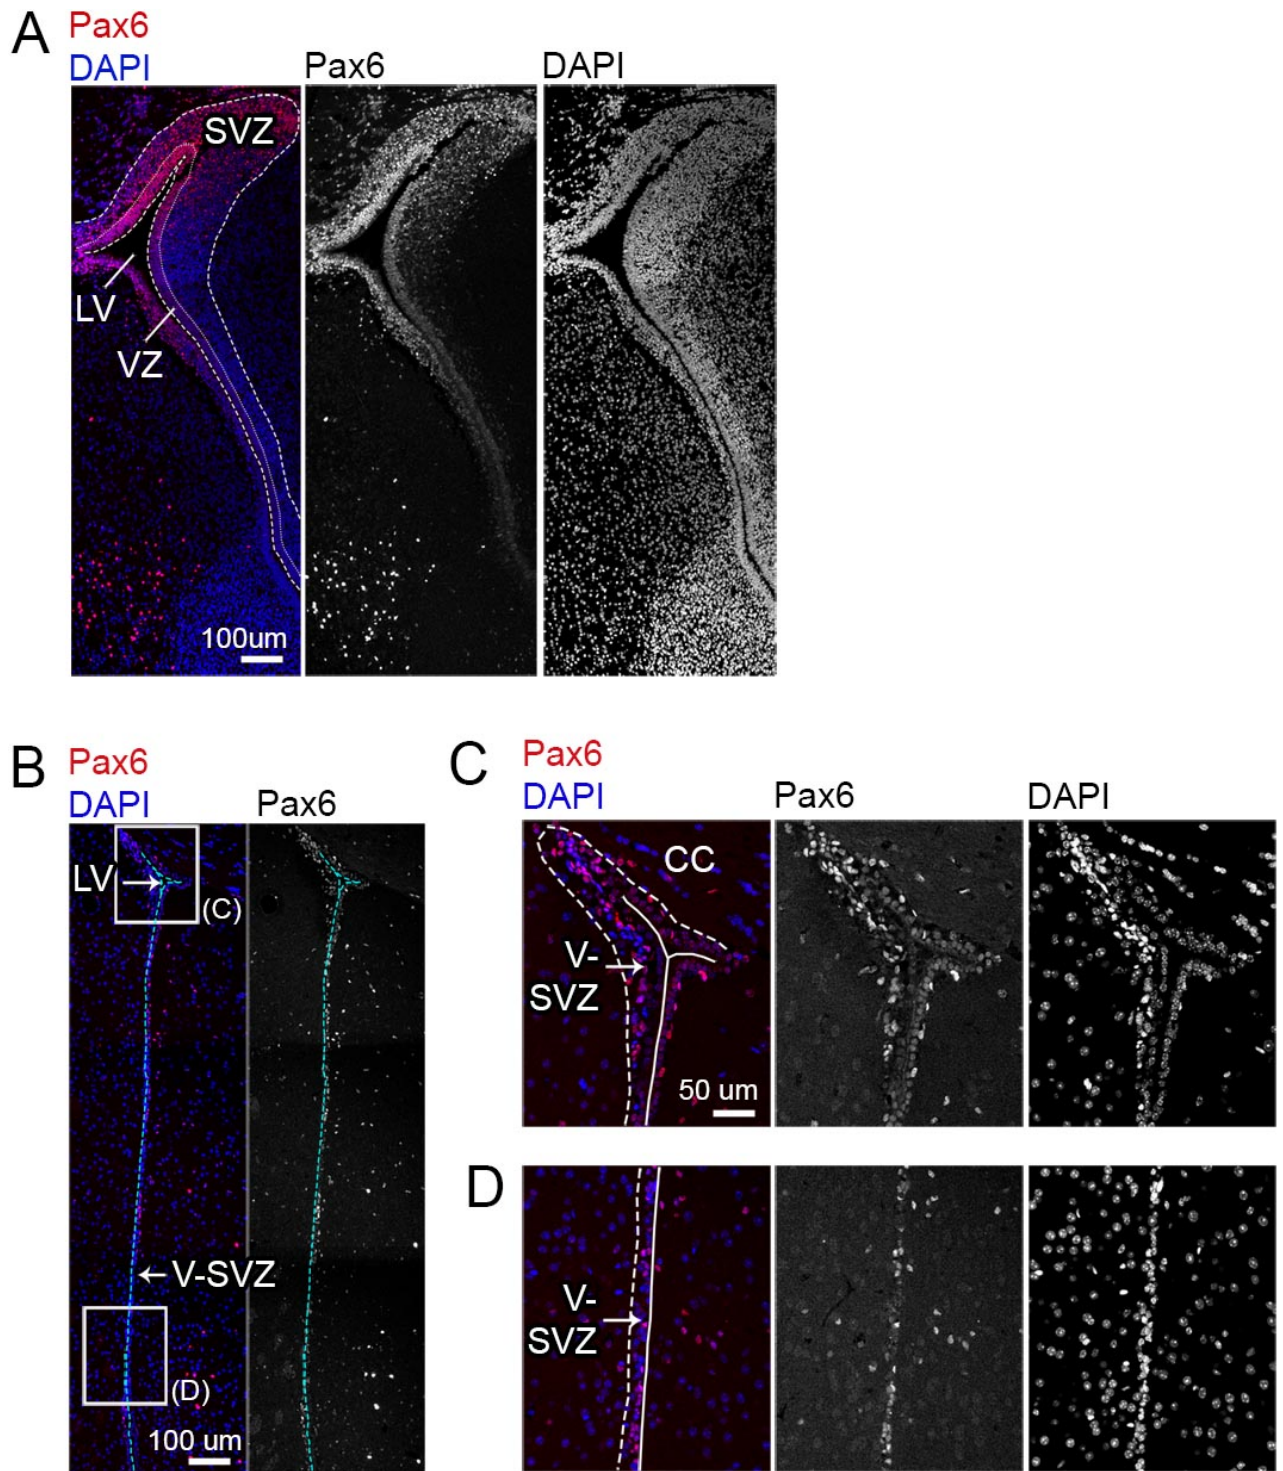 A
Pax6
DAPI
Pax6
DAPI
SVZ
LV
VZ
100um
B
Pax6
DAPI
Pax6
LV
(C)
V-SVZ
(D)
100 um
C
Pax6
DAPI
Pax6
DAPI
CC
V-
SVZ
50 um
D
V-
SVZ